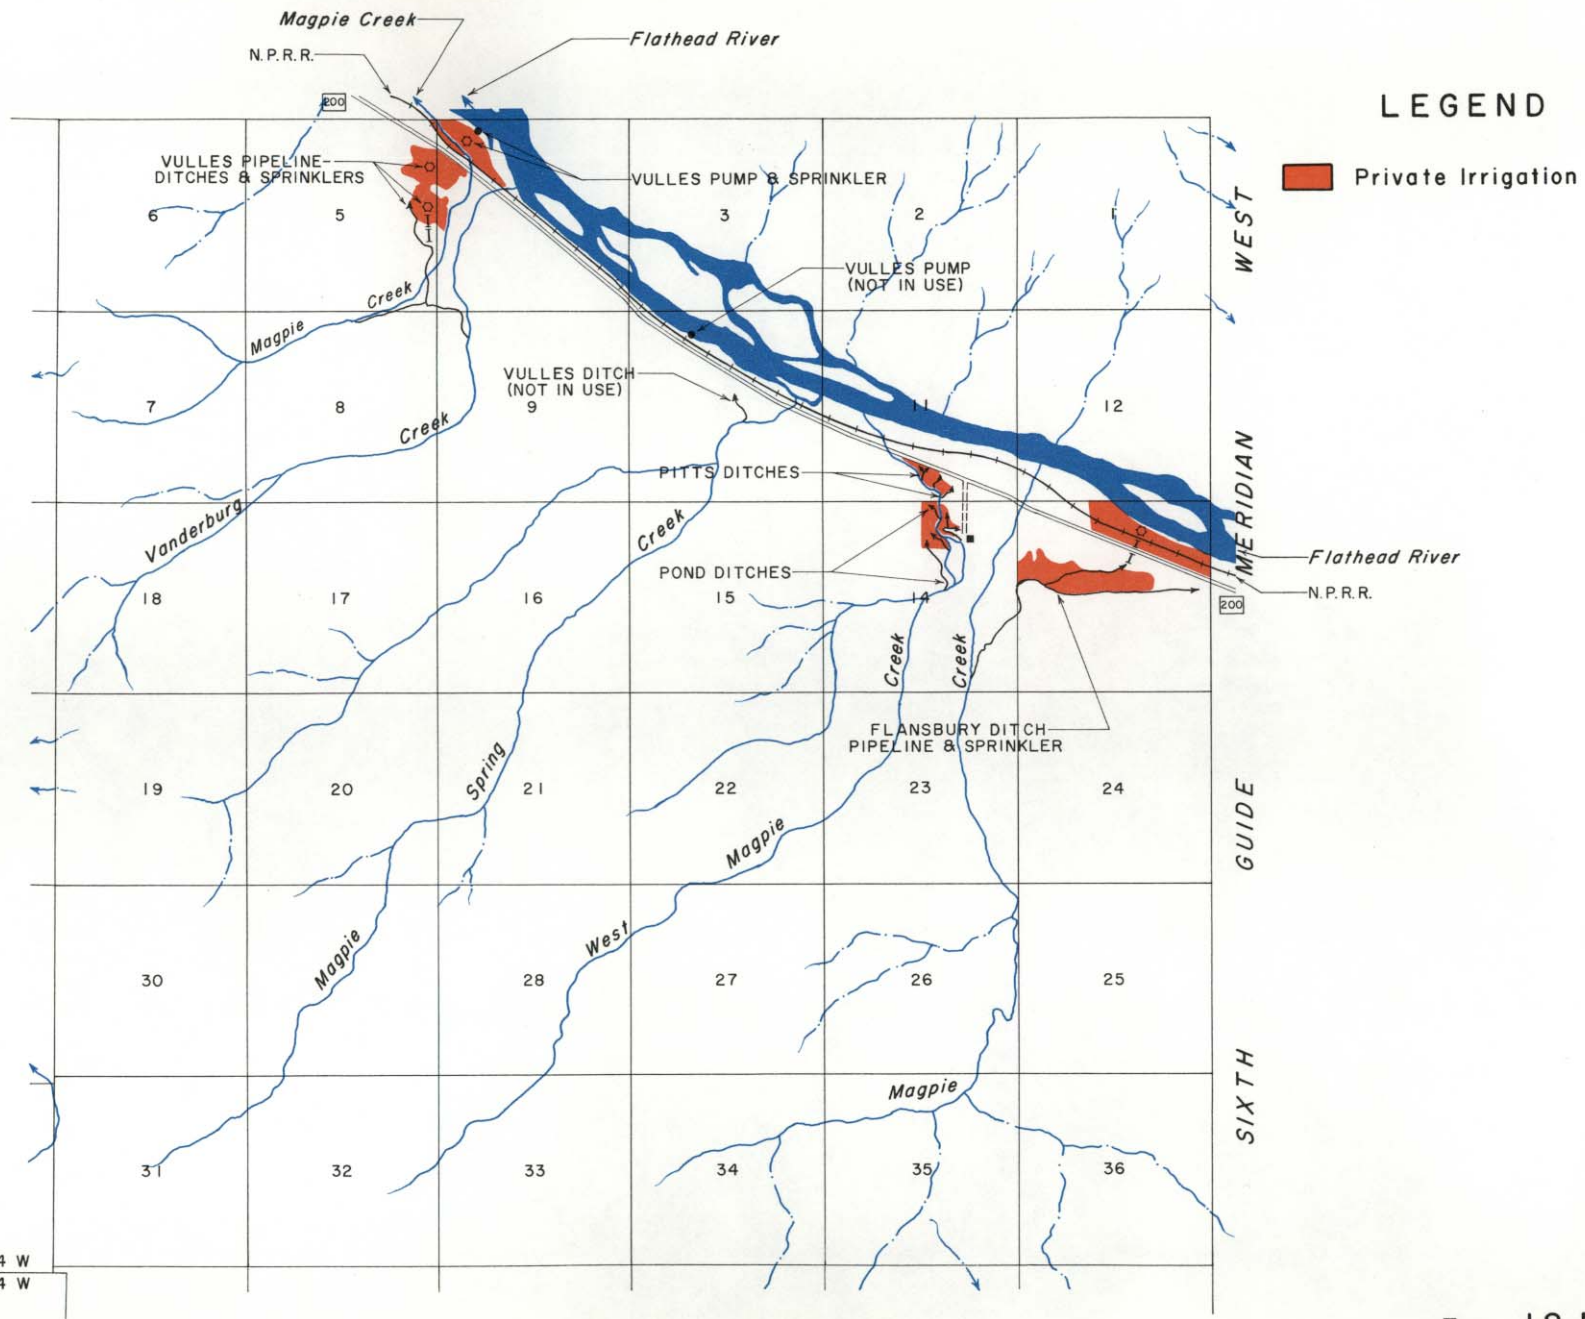 Magpie Creek
Flathead River
N.P.R.R.
LEGEND
200
VULLES PIPELINE
DITCHES & SPRINKLERS
VULLES PUMP & SPRINKLER
Private Irrigation
6
5
3
2
1
WEST
VULLES PUMP
(NOT IN USE)
Magpie
Creek
VULLES DITCH
(NOT IN USE)
7
8
9
11
12
Creek
PITTS DITCHES
MERIDIAN
Vanderburg
Creek
Flathead River
POND DITCHES
N.P.R.R.
200
18
17
16
15
14
Creek
Creek
FLANSBURY DITCH
PIPELINE & SPRINKLER
Spring
19
20
21
22
23
24
GUIDE
Magpie
Magpie
West
30
28
27
26
25
Magpie
SIXTH
31
32
33
34
35
36
4 W
4 W